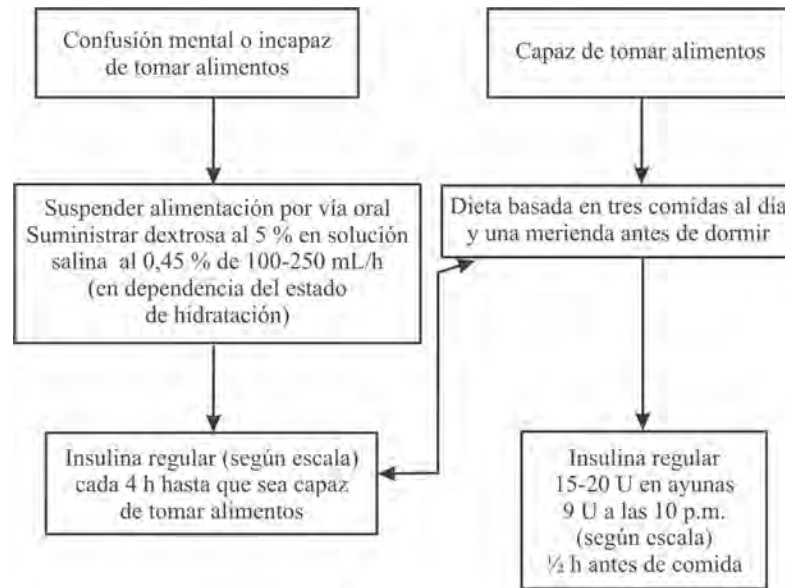 Confusión mental o incapaz
de tomar alimentos
Capaz de tomar alimentos
Suspender alimentación por vía oral
Suministrar dextrosa al 5 % en solución
salina al 0,45 % de 100-250 mL/h
(en dependencia del estado
de hidratación)
Dieta basada en tres comidas al día
y una merienda antes de dormir
Insulina regular (según escala)
cada 4 h hasta que sea capaz
de tomar alimentos
Insulina regular
15-20 U en ayunas
9 U a las 10 p.m.
(según escala)
½ h antes de comida